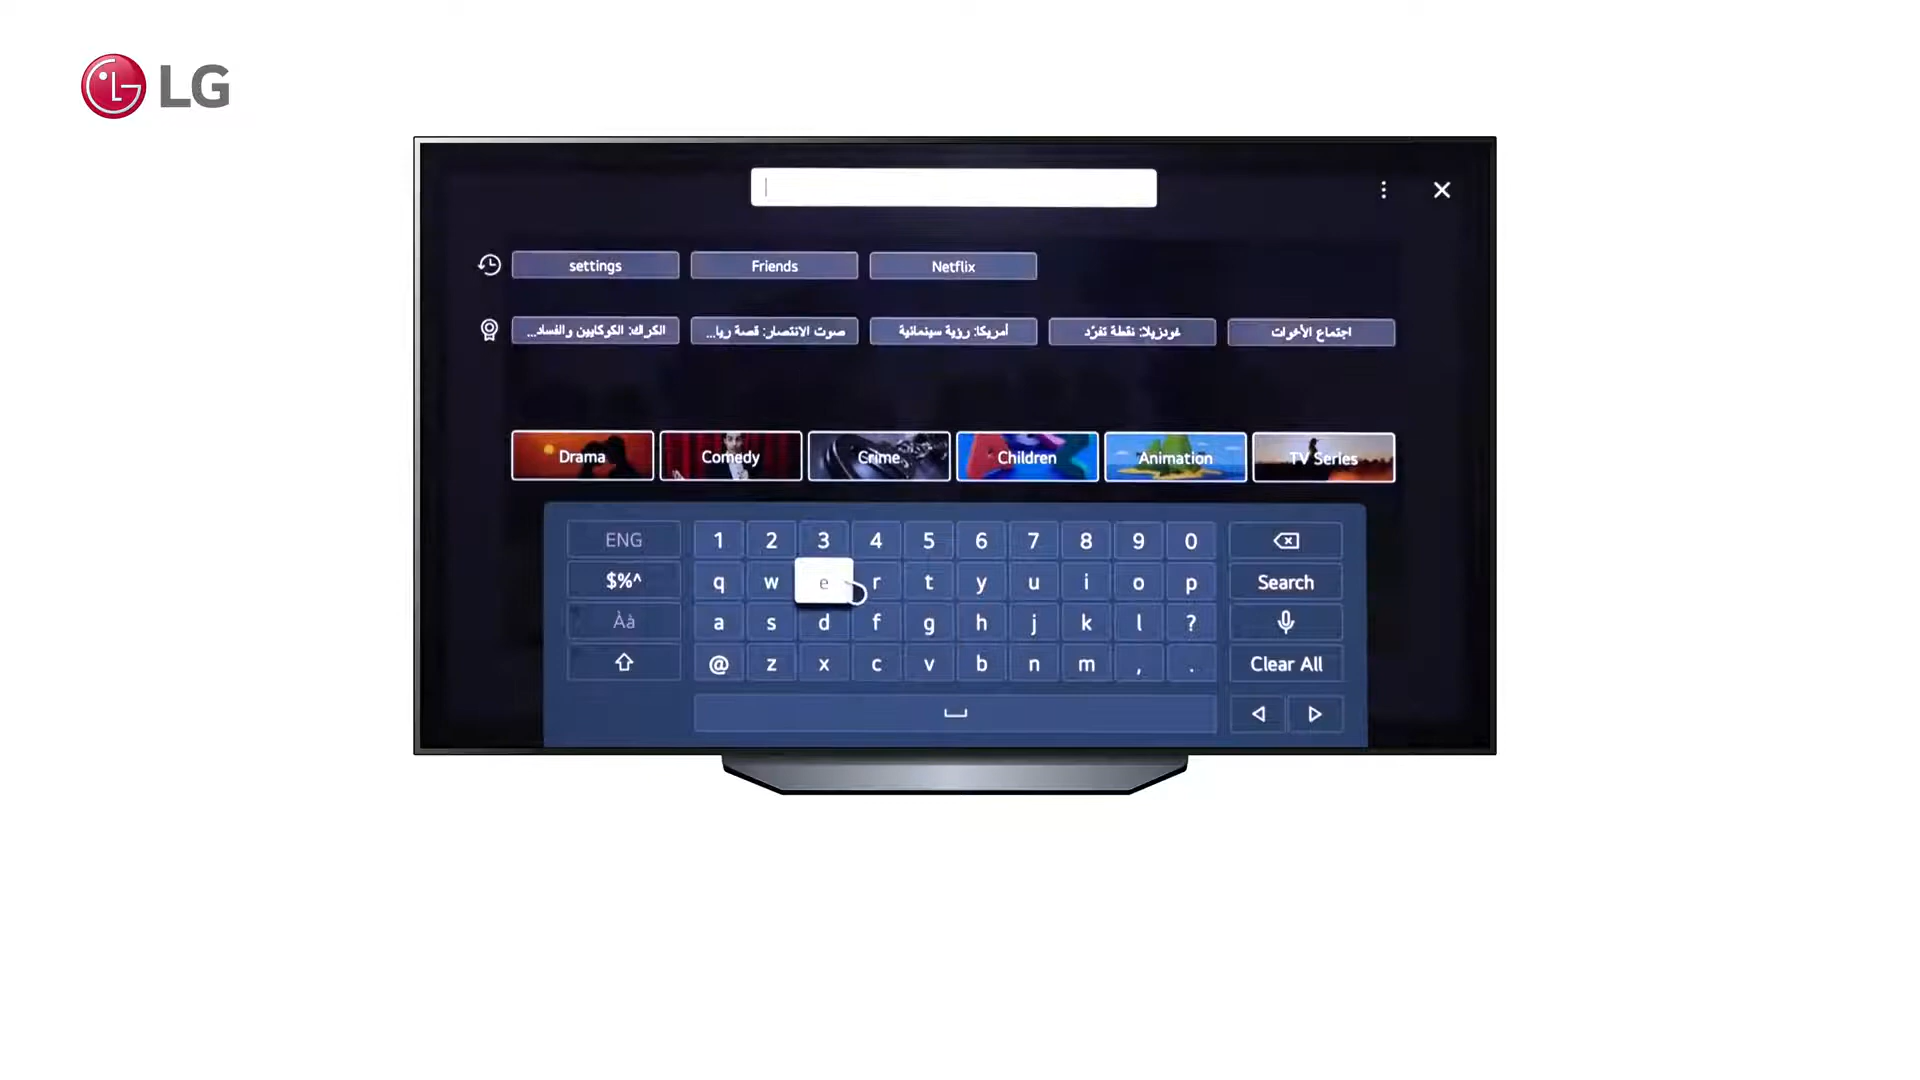 LG
settings
Friends
Netflix
الكراك: الكوكايين والفساد...
صوت الانتصار: قصة ريا...
أمريكا: رؤية سينمائية
غودزيلا: نقطة تفرّد
اجتماع الأخوات
Drama
Comedy
Crime
Children
Animation
TV Series
ENG 1 2 3 4 5 6 7 8 9 0
$%^ q w e r t y u i o p Search
Àà a s d f g h j k l ?
@ z x c v b n m , . Clear All